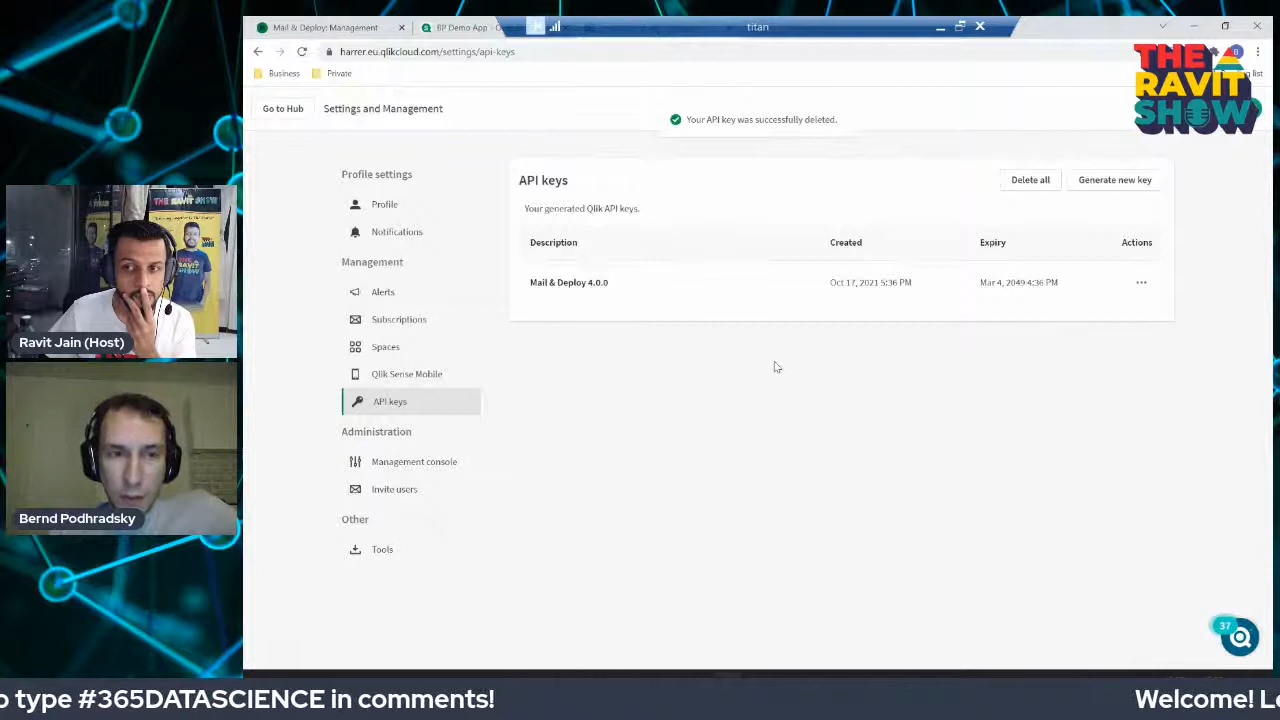 Mail & Deploy: Management
BP Demo App -
titan
harrer.eu.qlikcloud.com/settings/api-keys
B
Business
Private
ng list
THE
RAVIT
SHOW
Go to Hub
Settings and Management
Your API key was successfully deleted.
Profile settings
Profile
Notifications
Management
Alerts
Subscriptions
Spaces
Qlik Sense Mobile
API keys
Administration
Management console
Invite users
Other
Tools
API keys
Delete all
Generate new key
Your generated Qlik API keys.
Description
Created
Expiry
Actions
Mail & Deploy 4.0.0
Oct 17, 2021 5:36 PM
Mar 4, 2049 4:36 PM
THE RAVIT SHOW
Ravit Jain (Host)
Bernd Podhradsky
37
o type #365DATASCIENCE in comments!
Welcome! L